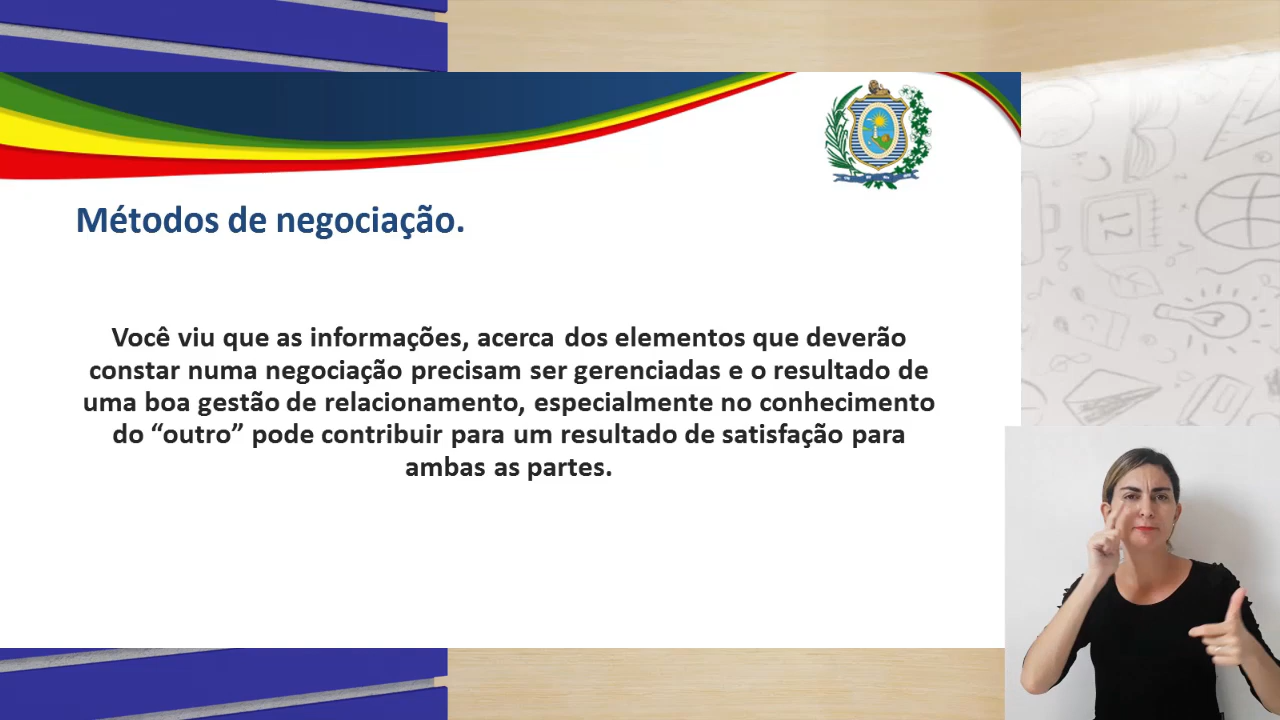 Métodos de negociação.
Você viu que as informações, acerca dos elementos que deverão
constar numa negociação precisam ser gerenciadas e o resultado de
uma boa gestão de relacionamento, especialmente no conhecimento
do “outro” pode contribuir para um resultado de satisfação para
ambas as partes.
17